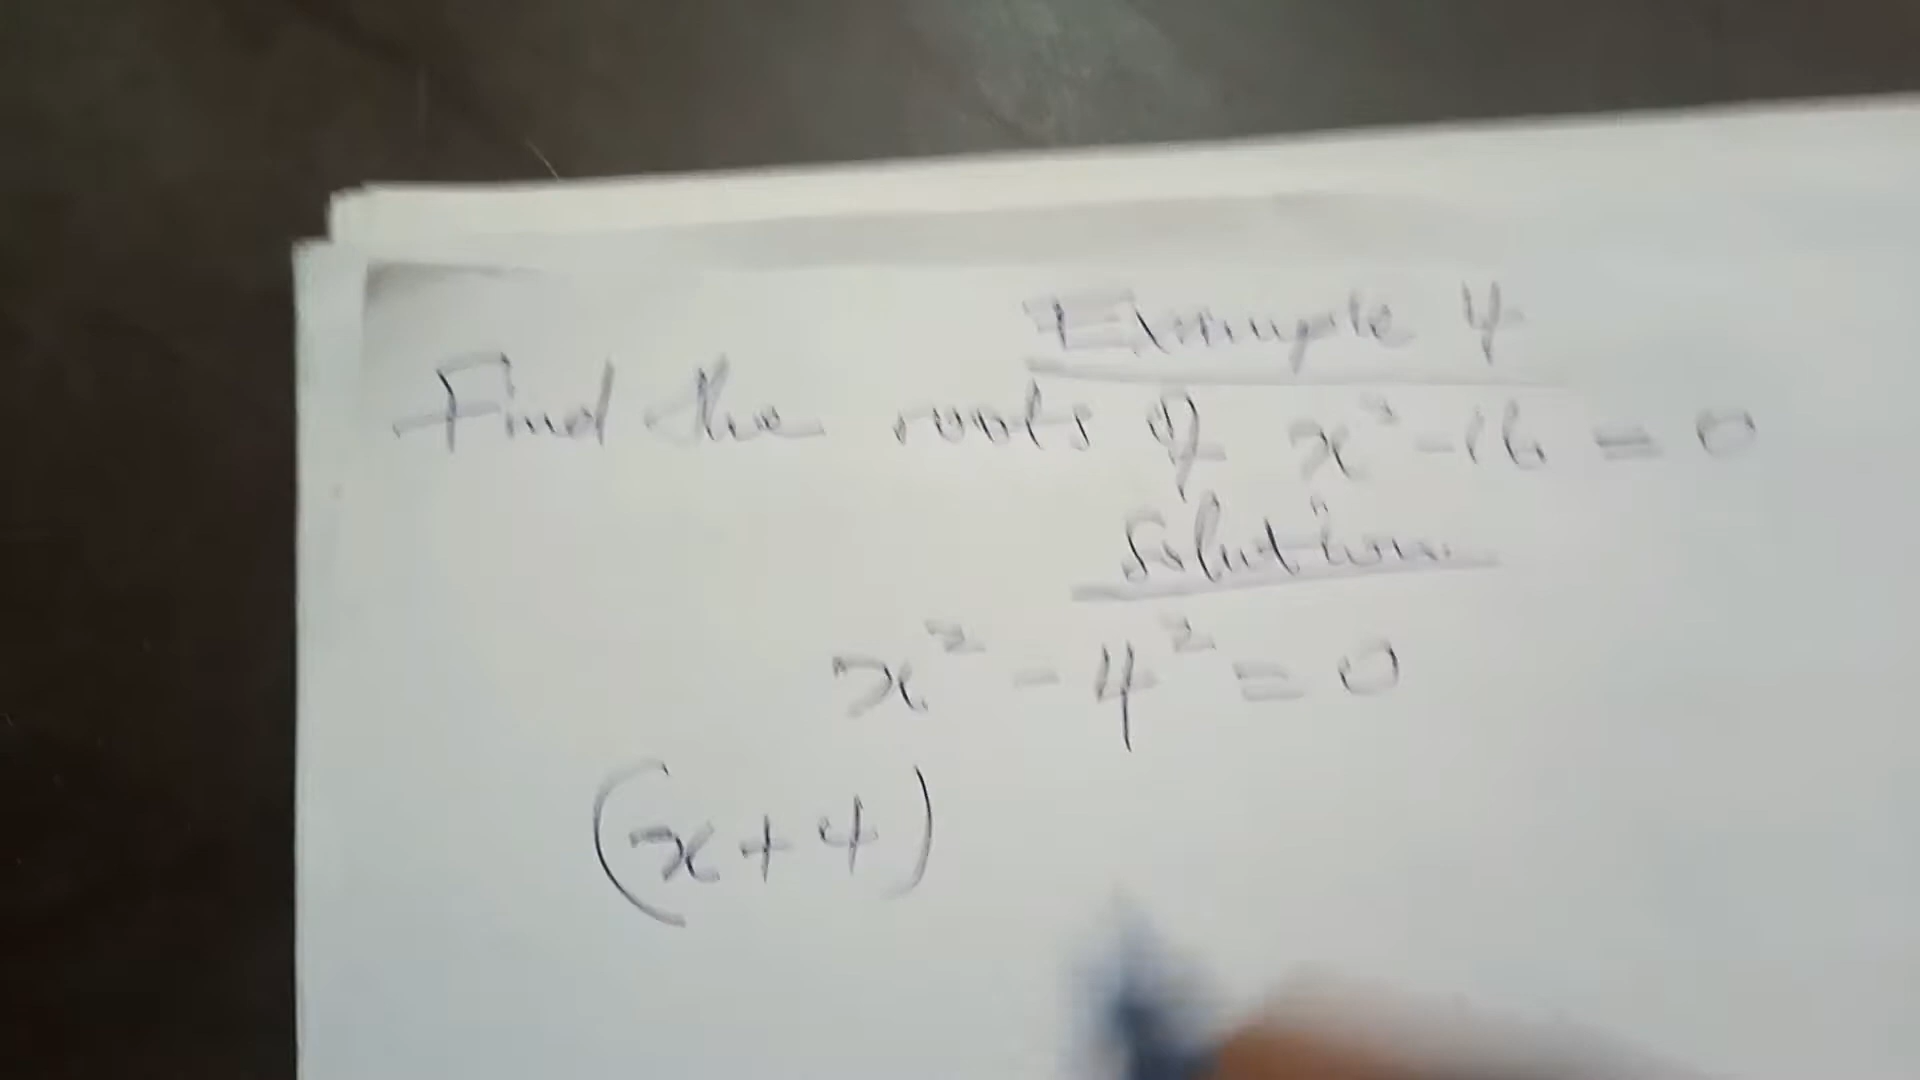 Example 4
Find the roots of x² - 16 = 0
Solution
x² - 4² = 0
(x + 4)